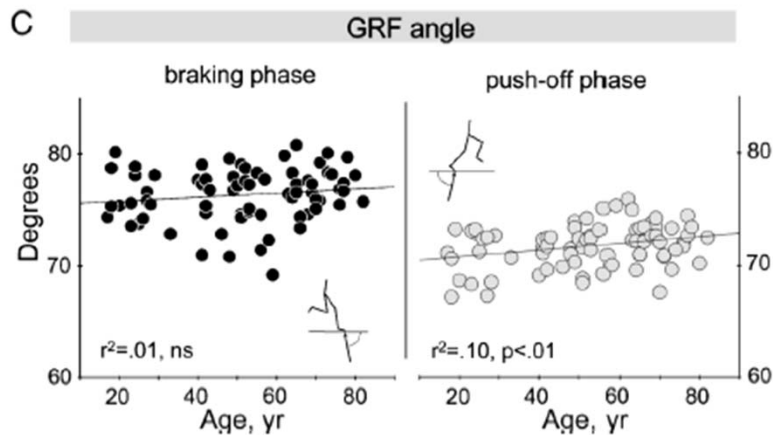 C
GRF angle
braking phase
push-off phase
Degrees
80
70
60
80
70
60
r²=.01, ns
r²=.10, p<.01
20 40 60 80
20 40 60 80
Age, yr
Age, yr